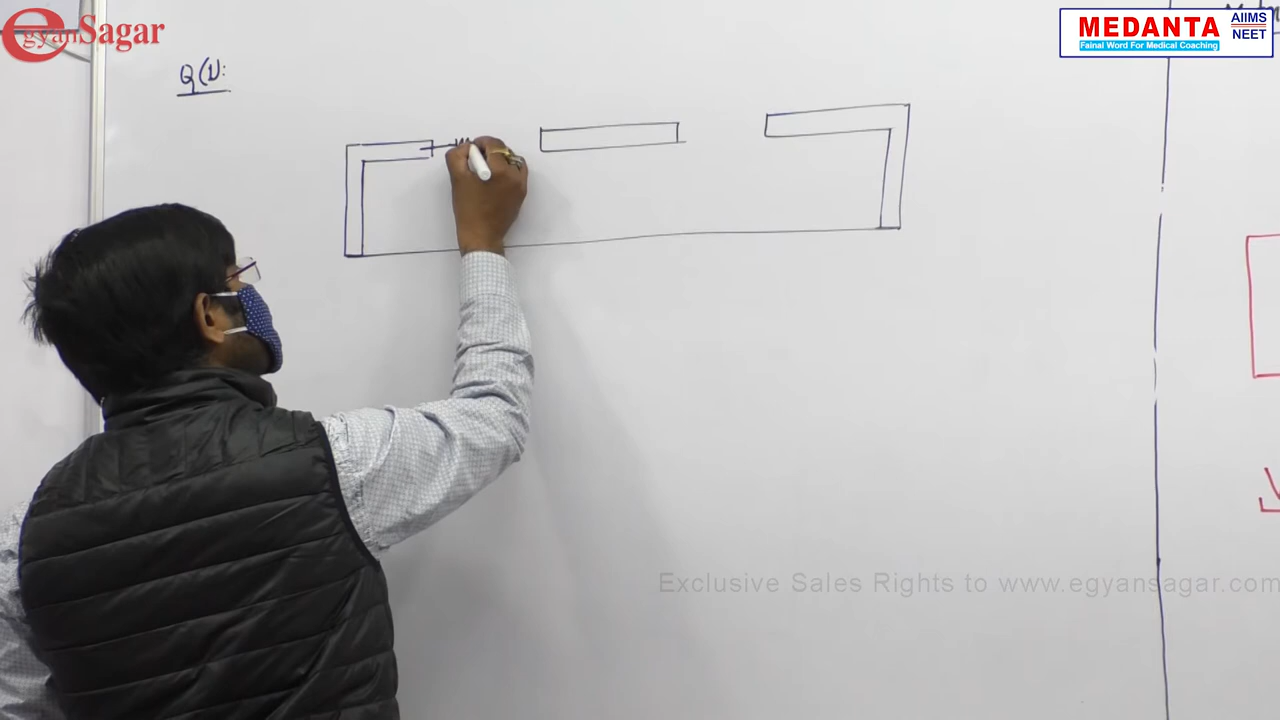 egyanSagar
MEDANTA
Fainal Word For Medical Coaching
AIIMS
NEET
Q(1):
Exclusive Sales Rights to www.egyansagar.com